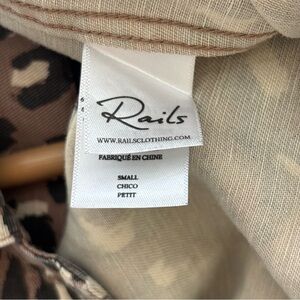 Rails
WWW.RAILSCLOTHING.COM
FABRIQUÉ EN CHINE
SMALL
CHICO
PETIT